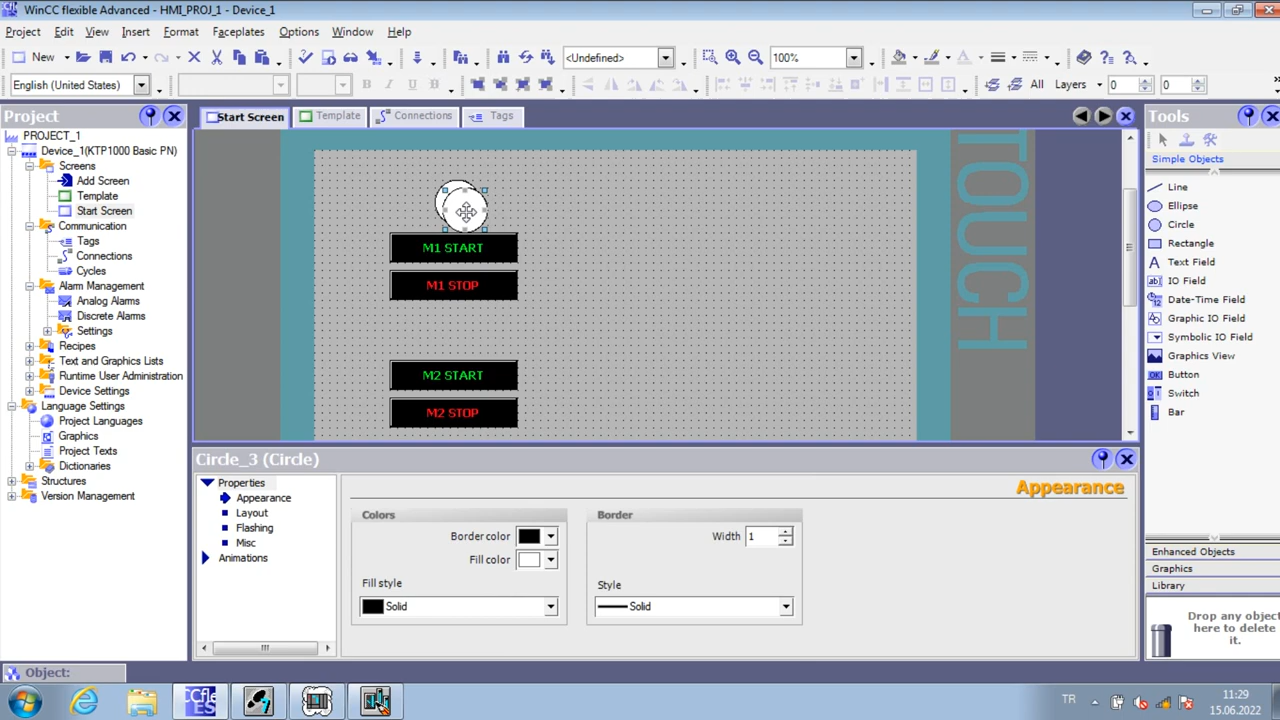 WinCC flexible Advanced - HMI_PROJ_1 - Device_1
Project Edit View Insert Format Faceplates Options Window Help
New <Undefined> 100%
English (United States) B I U B All Layers 0 0
Project
PROJECT_1
Device_1(KTP1000 Basic PN)
Screens
Add Screen
Template
Start Screen
Communication
Tags
Connections
Cycles
Alarm Management
Analog Alarms
Discrete Alarms
Settings
Recipes
Text and Graphics Lists
Runtime User Administration
Device Settings
Language Settings
Project Languages
Graphics
Project Texts
Dictionaries
Structures
Version Management
Start Screen Template Connections Tags
M1 START
M1 STOP
M2 START
M2 STOP
TOUCH
Tools
Simple Objects
Line
Ellipse
Circle
Rectangle
A Text Field
IO Field
Date-Time Field
Graphic IO Field
Symbolic IO Field
Graphics View
OK Button
Switch
Bar
Enhanced Objects
Graphics
Library
Drop any objec
here to delete
it.
Circle_3 (Circle)
Properties
Appearance
Layout
Flashing
Misc
Animations
Appearance
Colors
Border color
Fill color
Fill style
Solid
Border
Width 1
Style
Solid
Object:
CCfle
ES
TR
11:29
15.06.2022